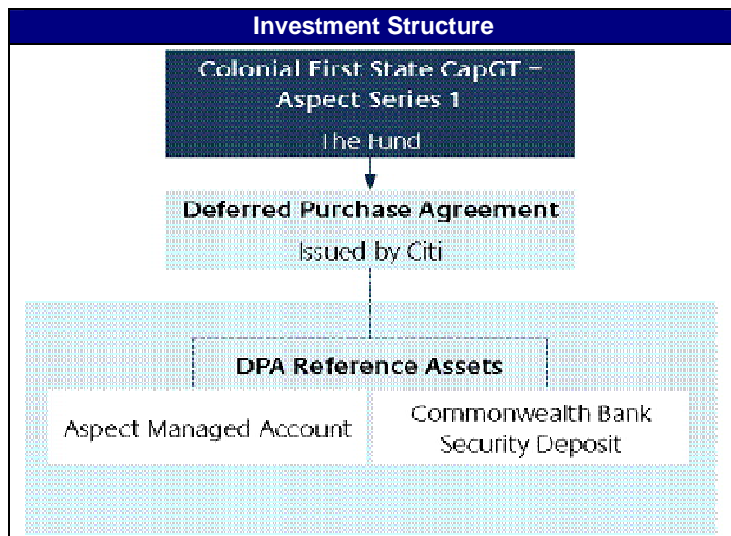 Investment Structure
Colonial First State CapGT –
Aspect Series 1
The Fund
Deferred Purchase Agreement
Issued by Citi
DPA Reference Assets
Aspect Managed Account
Commonwealth Bank
Security Deposit